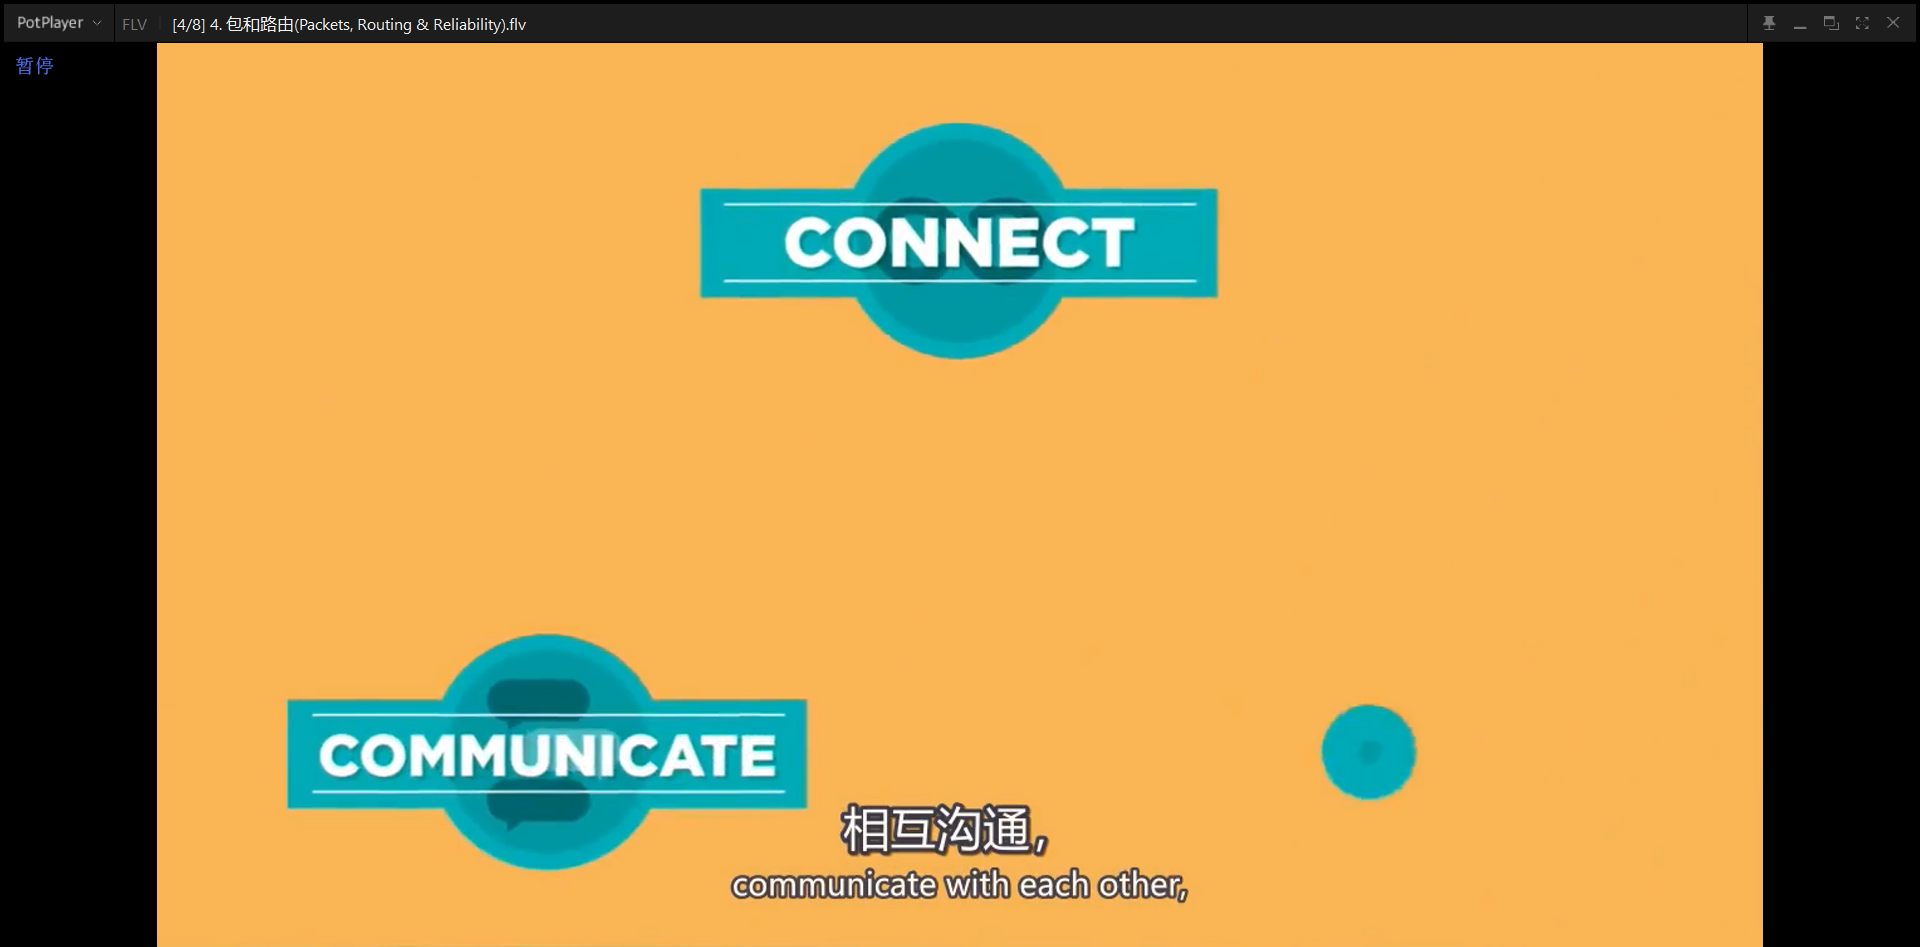 PotPlayer FLV [4/8] 4. 包和路由(Packets, Routing & Reliability).flv
暂停
CONNECT
COMMUNICATE
相互沟通，
communicate with each other,